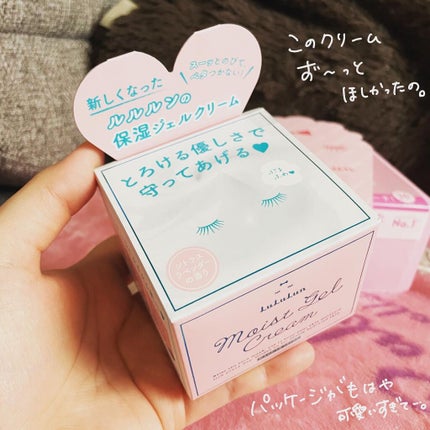 このクリーム
ず〜っと
ほしかったの。
新しくなった
スーッとのびて
ベタつかない!
ルルルンの
保湿ジェルクリーム
とろける優しさで
守ってあげる♥
LuLuLun
Moist Gel
Cream
No.1
パッケージがもはや
可愛いすぎてー。